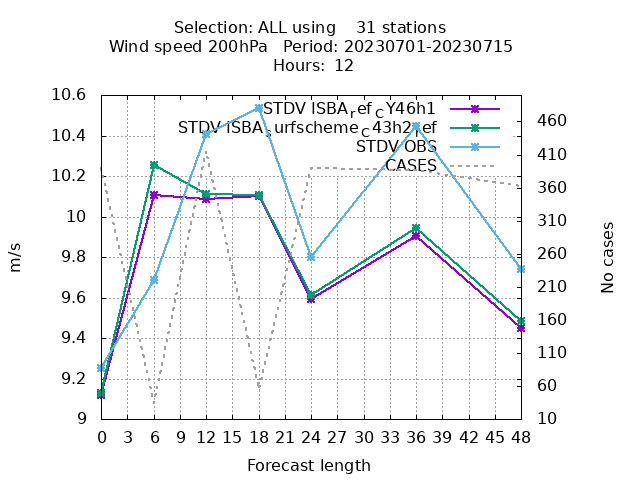 Selection: ALL using    31 stations
Wind speed 200hPa   Period: 20230701-20230715
Hours: 12
STDV ISBA_ref_CY46h1
STDV ISBA_surfscheme_C43h2_ref
STDV OBS
CASES
10.6
10.4
10.2
10
9.8
9.6
9.4
9.2
9
460
410
360
310
260
210
160
110
60
10
m/s
No cases
0 3 6 9 12 15 18 21 24 27 30 33 36 39 42 45 48
Forecast length